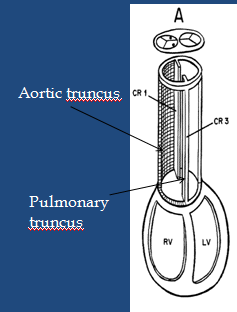 A
Aortic truncus
CR 1
CR 3
Pulmonary
truncus
RV
LV